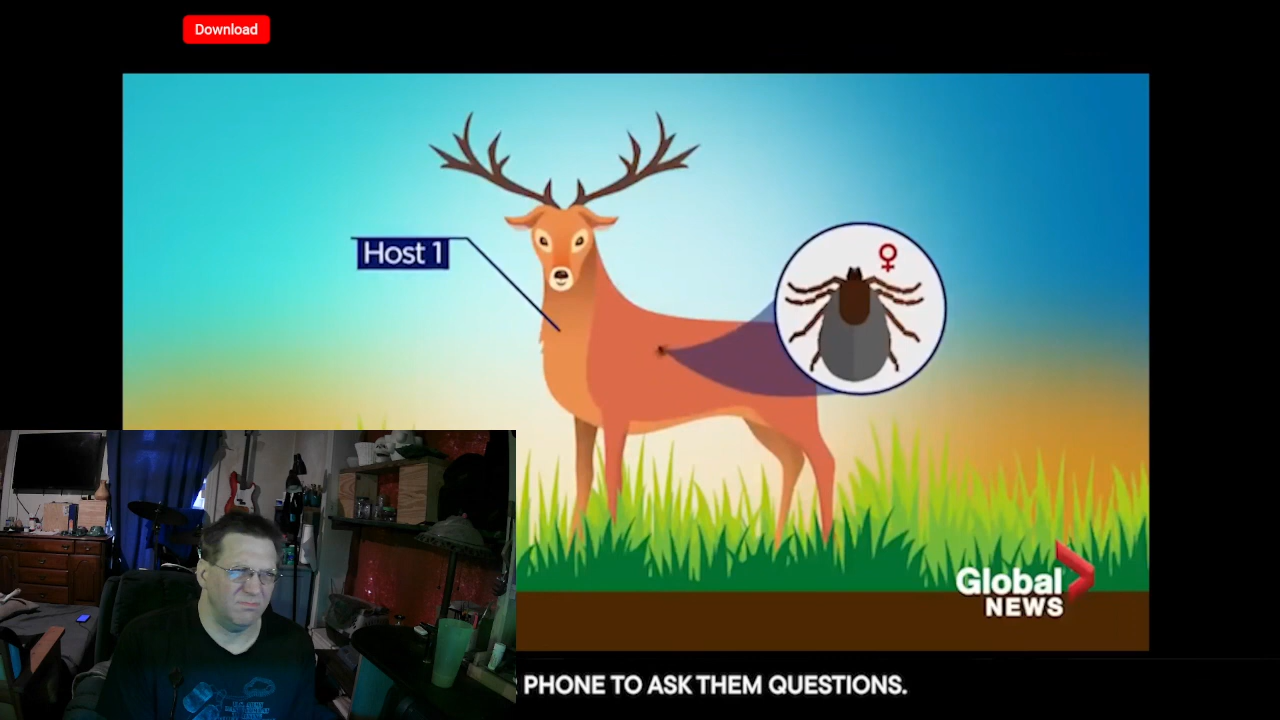 Download
Host 1
♀
Global
NEWS
PHONE TO ASK THEM QUESTIONS.